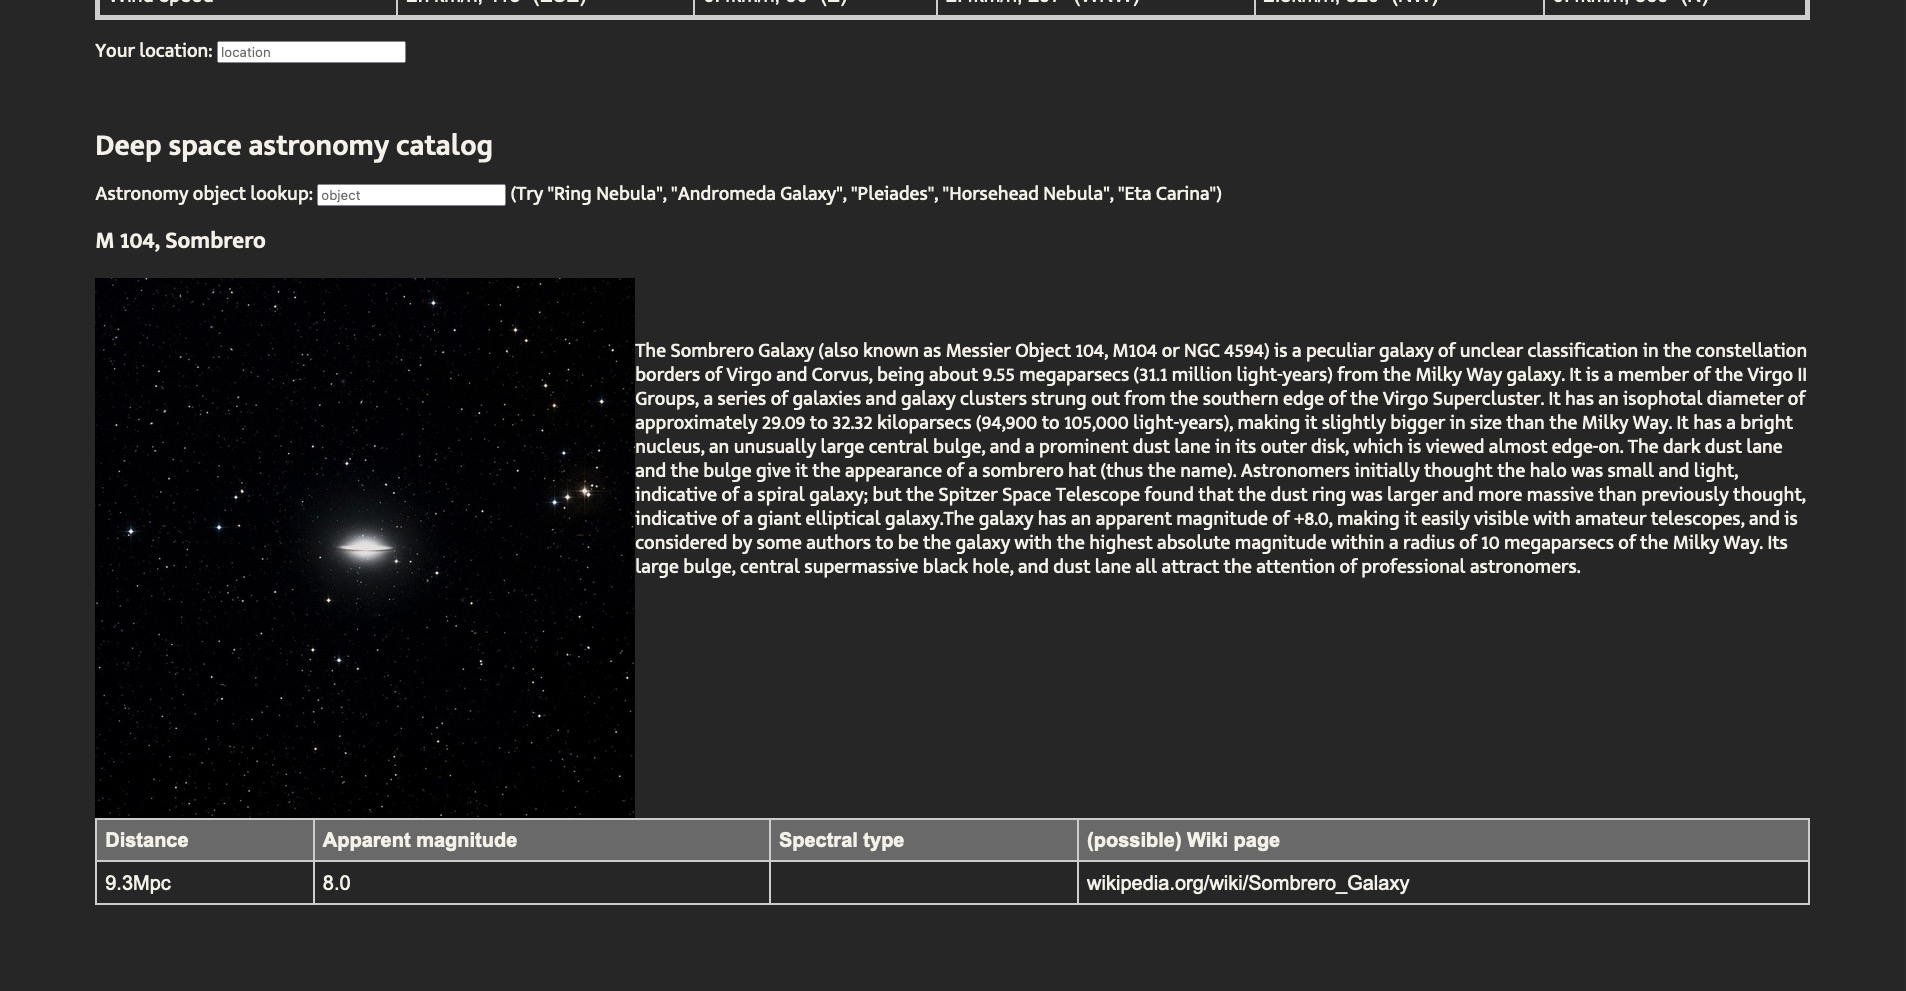 Your location: location
Deep space astronomy catalog
Astronomy object lookup: object (Try "Ring Nebula", "Andromeda Galaxy", "Pleiades", "Horsehead Nebula", "Eta Carina")
M 104, Sombrero
The Sombrero Galaxy (also known as Messier Object 104, M104 or NGC 4594) is a peculiar galaxy of unclear classification in the constellation
borders of Virgo and Corvus, being about 9.55 megaparsecs (31.1 million light-years) from the Milky Way galaxy. It is a member of the Virgo II
Groups, a series of galaxies and galaxy clusters strung out from the southern edge of the Virgo Supercluster. It has an isophotal diameter of
approximately 29.09 to 32.32 kiloparsecs (94,900 to 105,000 light-years), making it slightly bigger in size than the Milky Way. It has a bright
nucleus, an unusually large central bulge, and a prominent dust lane in its outer disk, which is viewed almost edge-on. The dark dust lane
and the bulge give it the appearance of a sombrero hat (thus the name). Astronomers initially thought the halo was small and light,
indicative of a spiral galaxy; but the Spitzer Space Telescope found that the dust ring was larger and more massive than previously thought,
indicative of a giant elliptical galaxy.The galaxy has an apparent magnitude of +8.0, making it easily visible with amateur telescopes, and is
considered by some authors to be the galaxy with the highest absolute magnitude within a radius of 10 megaparsecs of the Milky Way. Its
large bulge, central supermassive black hole, and dust lane all attract the attention of professional astronomers.
Distance Apparent magnitude Spectral type (possible) Wiki page
9.3Mpc 8.0 wikipedia.org/wiki/Sombrero_Galaxy